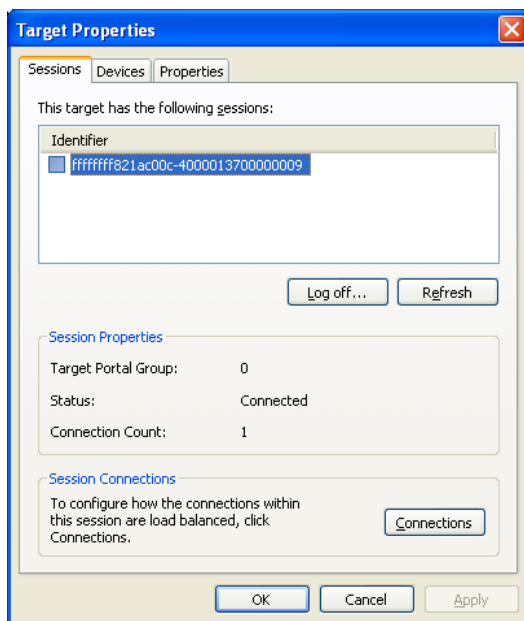 Target Properties
Sessions Devices Properties
This target has the following sessions:
Identifier
ffffffff821ac00c-4000013700000009
Log off... Refresh
Session Properties
Target Portal Group: 0
Status: Connected
Connection Count: 1
Session Connections
To configure how the connections within
this session are load balanced, click
Connections.
Connections
OK Cancel Apply